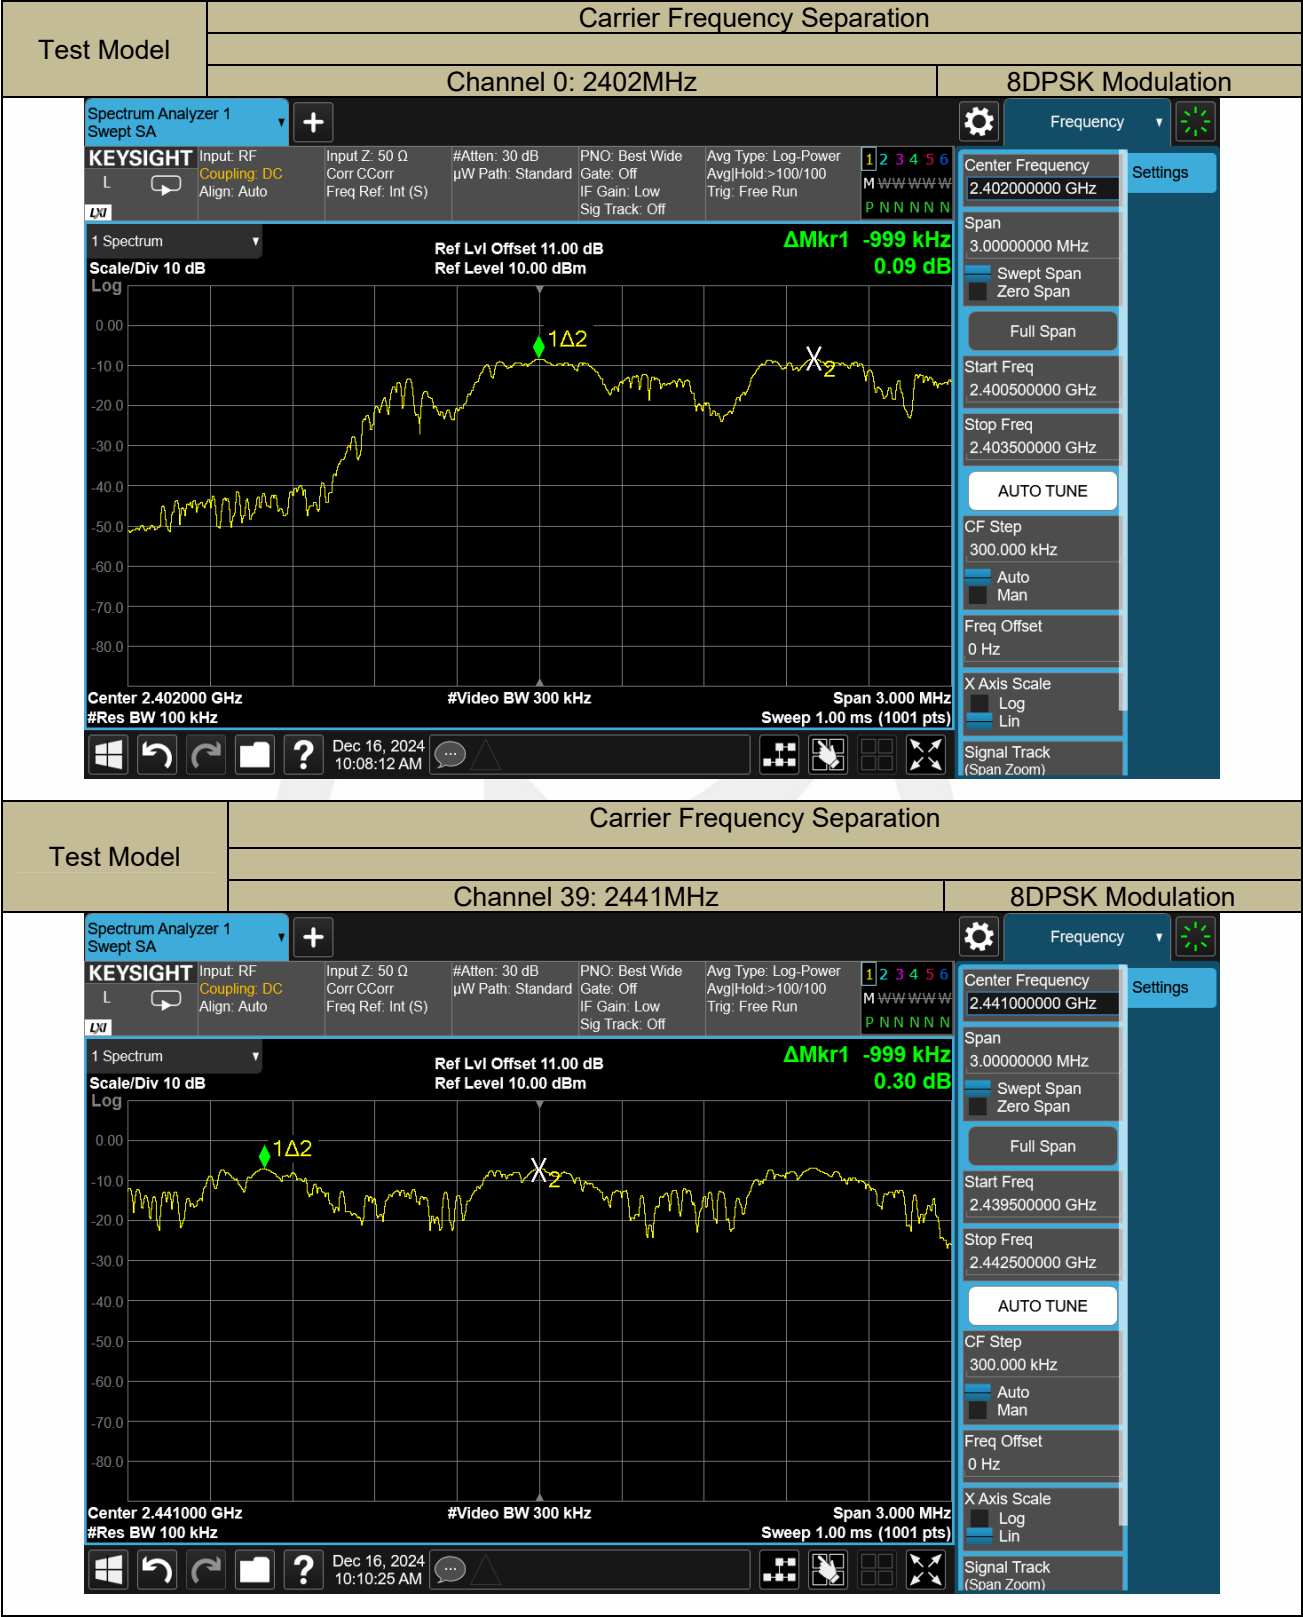 Test Model
Carrier Frequency Separation
Channel 0: 2402MHz
8DPSK Modulation
Spectrum Analyzer 1
Swept SA
Frequency
KEYSIGHT
L
LXI
Input: RF
Coupling: DC
Align: Auto
Input Z: 50 Ω
Corr CCorr
Freq Ref: Int (S)
#Atten: 30 dB
µW Path: Standard
PNO: Best Wide
Gate: Off
IF Gain: Low
Sig Track: Off
Avg Type: Log-Power
Avg|Hold:>100/100
Trig: Free Run
1 2 3 4 5 6
M W W W W W
P N N N N N
1 Spectrum
Scale/Div 10 dB
Ref Lvl Offset 11.00 dB
Ref Level 10.00 dBm
ΔMkr1 -999 kHz
0.09 dB
Log
0.00
-10.0
-20.0
-30.0
-40.0
-50.0
-60.0
-70.0
-80.0
1Δ2
X2
Center 2.402000 GHz
#Res BW 100 kHz
#Video BW 300 kHz
Span 3.000 MHz
Sweep 1.00 ms (1001 pts)
Dec 16, 2024
10:08:12 AM
Center Frequency
2.402000000 GHz
Span
3.00000000 MHz
Swept Span
Zero Span
Full Span
Start Freq
2.400500000 GHz
Stop Freq
2.403500000 GHz
AUTO TUNE
CF Step
300.000 kHz
Auto
Man
Freq Offset
0 Hz
X Axis Scale
Log
Lin
Signal Track
(Span Zoom)
Settings
Test Model
Carrier Frequency Separation
Channel 39: 2441MHz
8DPSK Modulation
Spectrum Analyzer 1
Swept SA
Frequency
KEYSIGHT
L
LXI
Input: RF
Coupling: DC
Align: Auto
Input Z: 50 Ω
Corr CCorr
Freq Ref: Int (S)
#Atten: 30 dB
µW Path: Standard
PNO: Best Wide
Gate: Off
IF Gain: Low
Sig Track: Off
Avg Type: Log-Power
Avg|Hold:>100/100
Trig: Free Run
1 2 3 4 5 6
M W W W W W
P N N N N N
1 Spectrum
Scale/Div 10 dB
Ref Lvl Offset 11.00 dB
Ref Level 10.00 dBm
ΔMkr1 -999 kHz
0.30 dB
Log
0.00
-10.0
-20.0
-30.0
-40.0
-50.0
-60.0
-70.0
-80.0
1Δ2
X2
Center 2.441000 GHz
#Res BW 100 kHz
#Video BW 300 kHz
Span 3.000 MHz
Sweep 1.00 ms (1001 pts)
Dec 16, 2024
10:10:25 AM
Center Frequency
2.441000000 GHz
Span
3.00000000 MHz
Swept Span
Zero Span
Full Span
Start Freq
2.439500000 GHz
Stop Freq
2.442500000 GHz
AUTO TUNE
CF Step
300.000 kHz
Auto
Man
Freq Offset
0 Hz
X Axis Scale
Log
Lin
Signal Track
(Span Zoom)
Settings